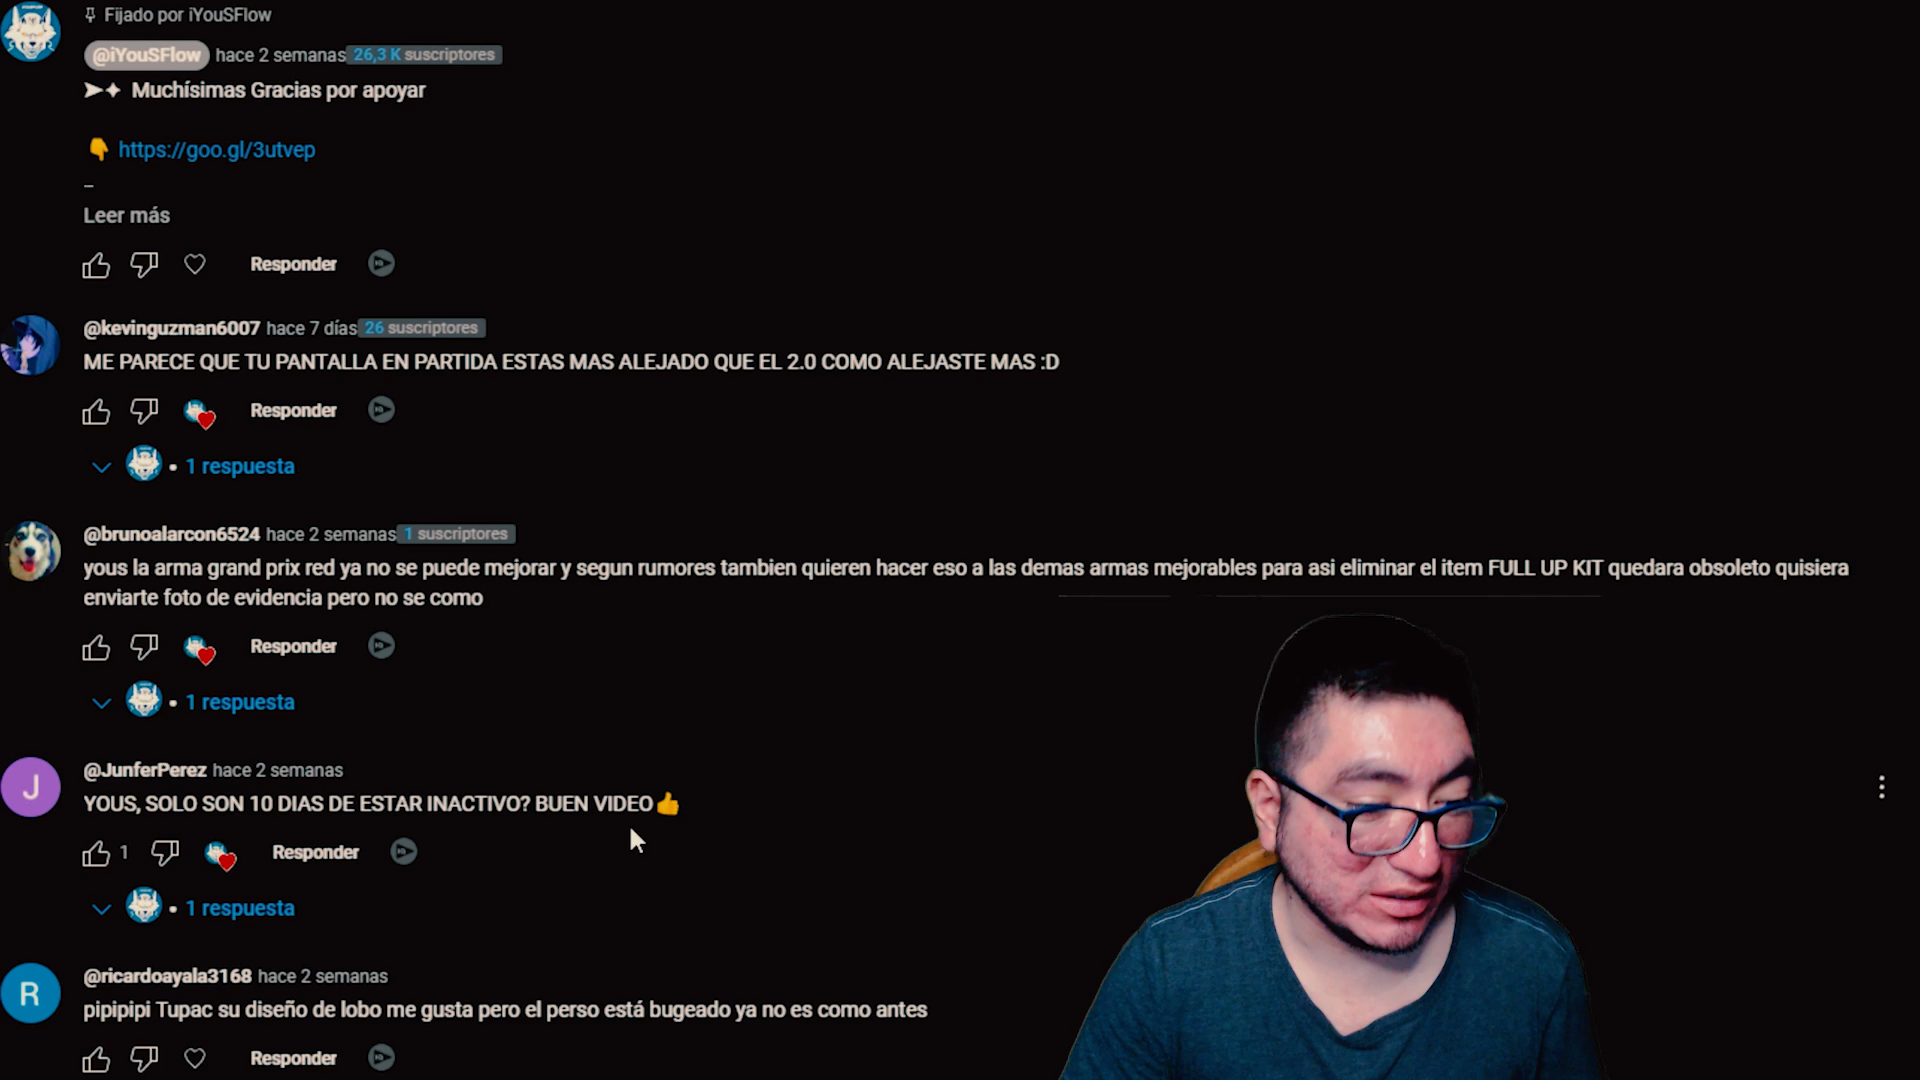 Fijado por iYouSFlow
@iYouSFlow hace 2 semanas 26,3 K suscriptores
➤✦ Muchísimas Gracias por apoyar
👇 https://goo.gl/3utvep
_
Leer más
Responder
@kevinguzman6007 hace 7 días 26 suscriptores
ME PARECE QUE TU PANTALLA EN PARTIDA ESTAS MAS ALEJADO QUE EL 2.0 COMO ALEJASTE MAS :D
Responder
• 1 respuesta
@brunoalarcon6524 hace 2 semanas 1 suscriptores
yous la arma grand prix red ya no se puede mejorar y segun rumores tambien quieren hacer eso a las demas armas mejorables para asi eliminar el item FULL UP KIT quedara obsoleto quisiera
enviarte foto de evidencia pero no se como
Responder
• 1 respuesta
J
@JunferPerez hace 2 semanas
YOUS, SOLO SON 10 DIAS DE ESTAR INACTIVO? BUEN VIDEO👍
1 Responder
• 1 respuesta
R
@ricardoayala3168 hace 2 semanas
pipipipi Tupac su diseño de lobo me gusta pero el perso está bugeado ya no es como antes
Responder